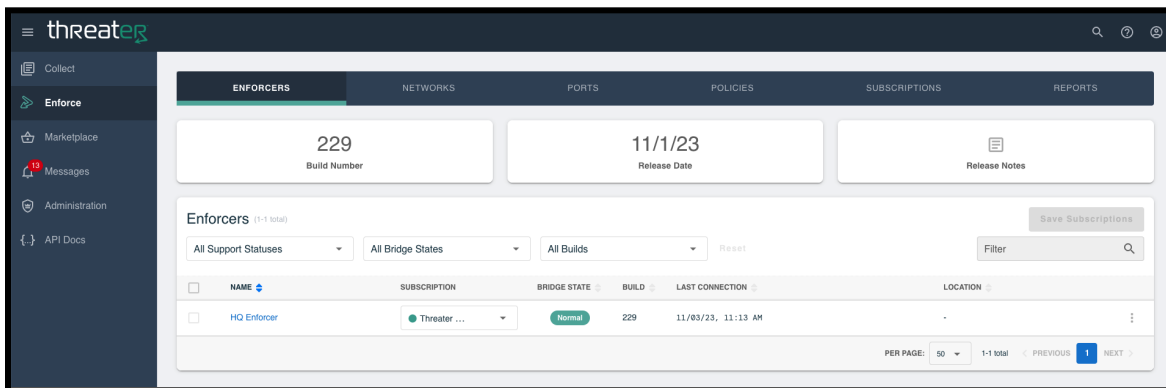 threater
Collect
Enforce
Marketplace
13
Messages
Administration
API Docs
ENFORCERS NETWORKS PORTS POLICIES SUBSCRIPTIONS REPORTS
229 11/1/23
Build Number Release Date Release Notes
Enforcers (1-1 total) Save Subscriptions
All Support Statuses All Bridge States All Builds Reset Filter
NAME SUBSCRIPTION BRIDGE STATE BUILD LAST CONNECTION LOCATION
HQ Enforcer Threater ... Normal 229 11/03/23, 11:13 AM -
PER PAGE: 50 1-1 total < PREVIOUS 1 NEXT >